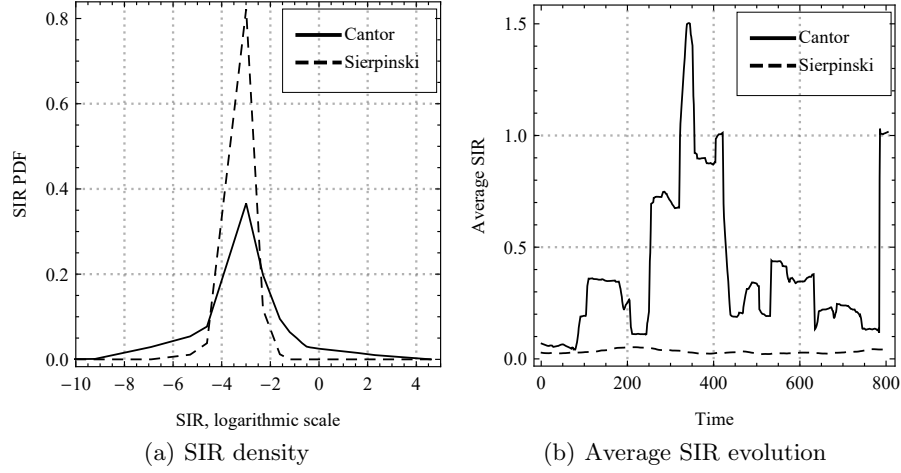 0.8
0.6
0.4
0.2
0.0
−10
−8
−6
−4
−2
0
2
4
SIR PDF
SIR, logarithmic scale
Cantor
Sierpinski
(a) SIR density
1.5
1.0
0.5
0.0
0
200
400
600
800
Average SIR
Time
Cantor
Sierpinski
(b) Average SIR evolution